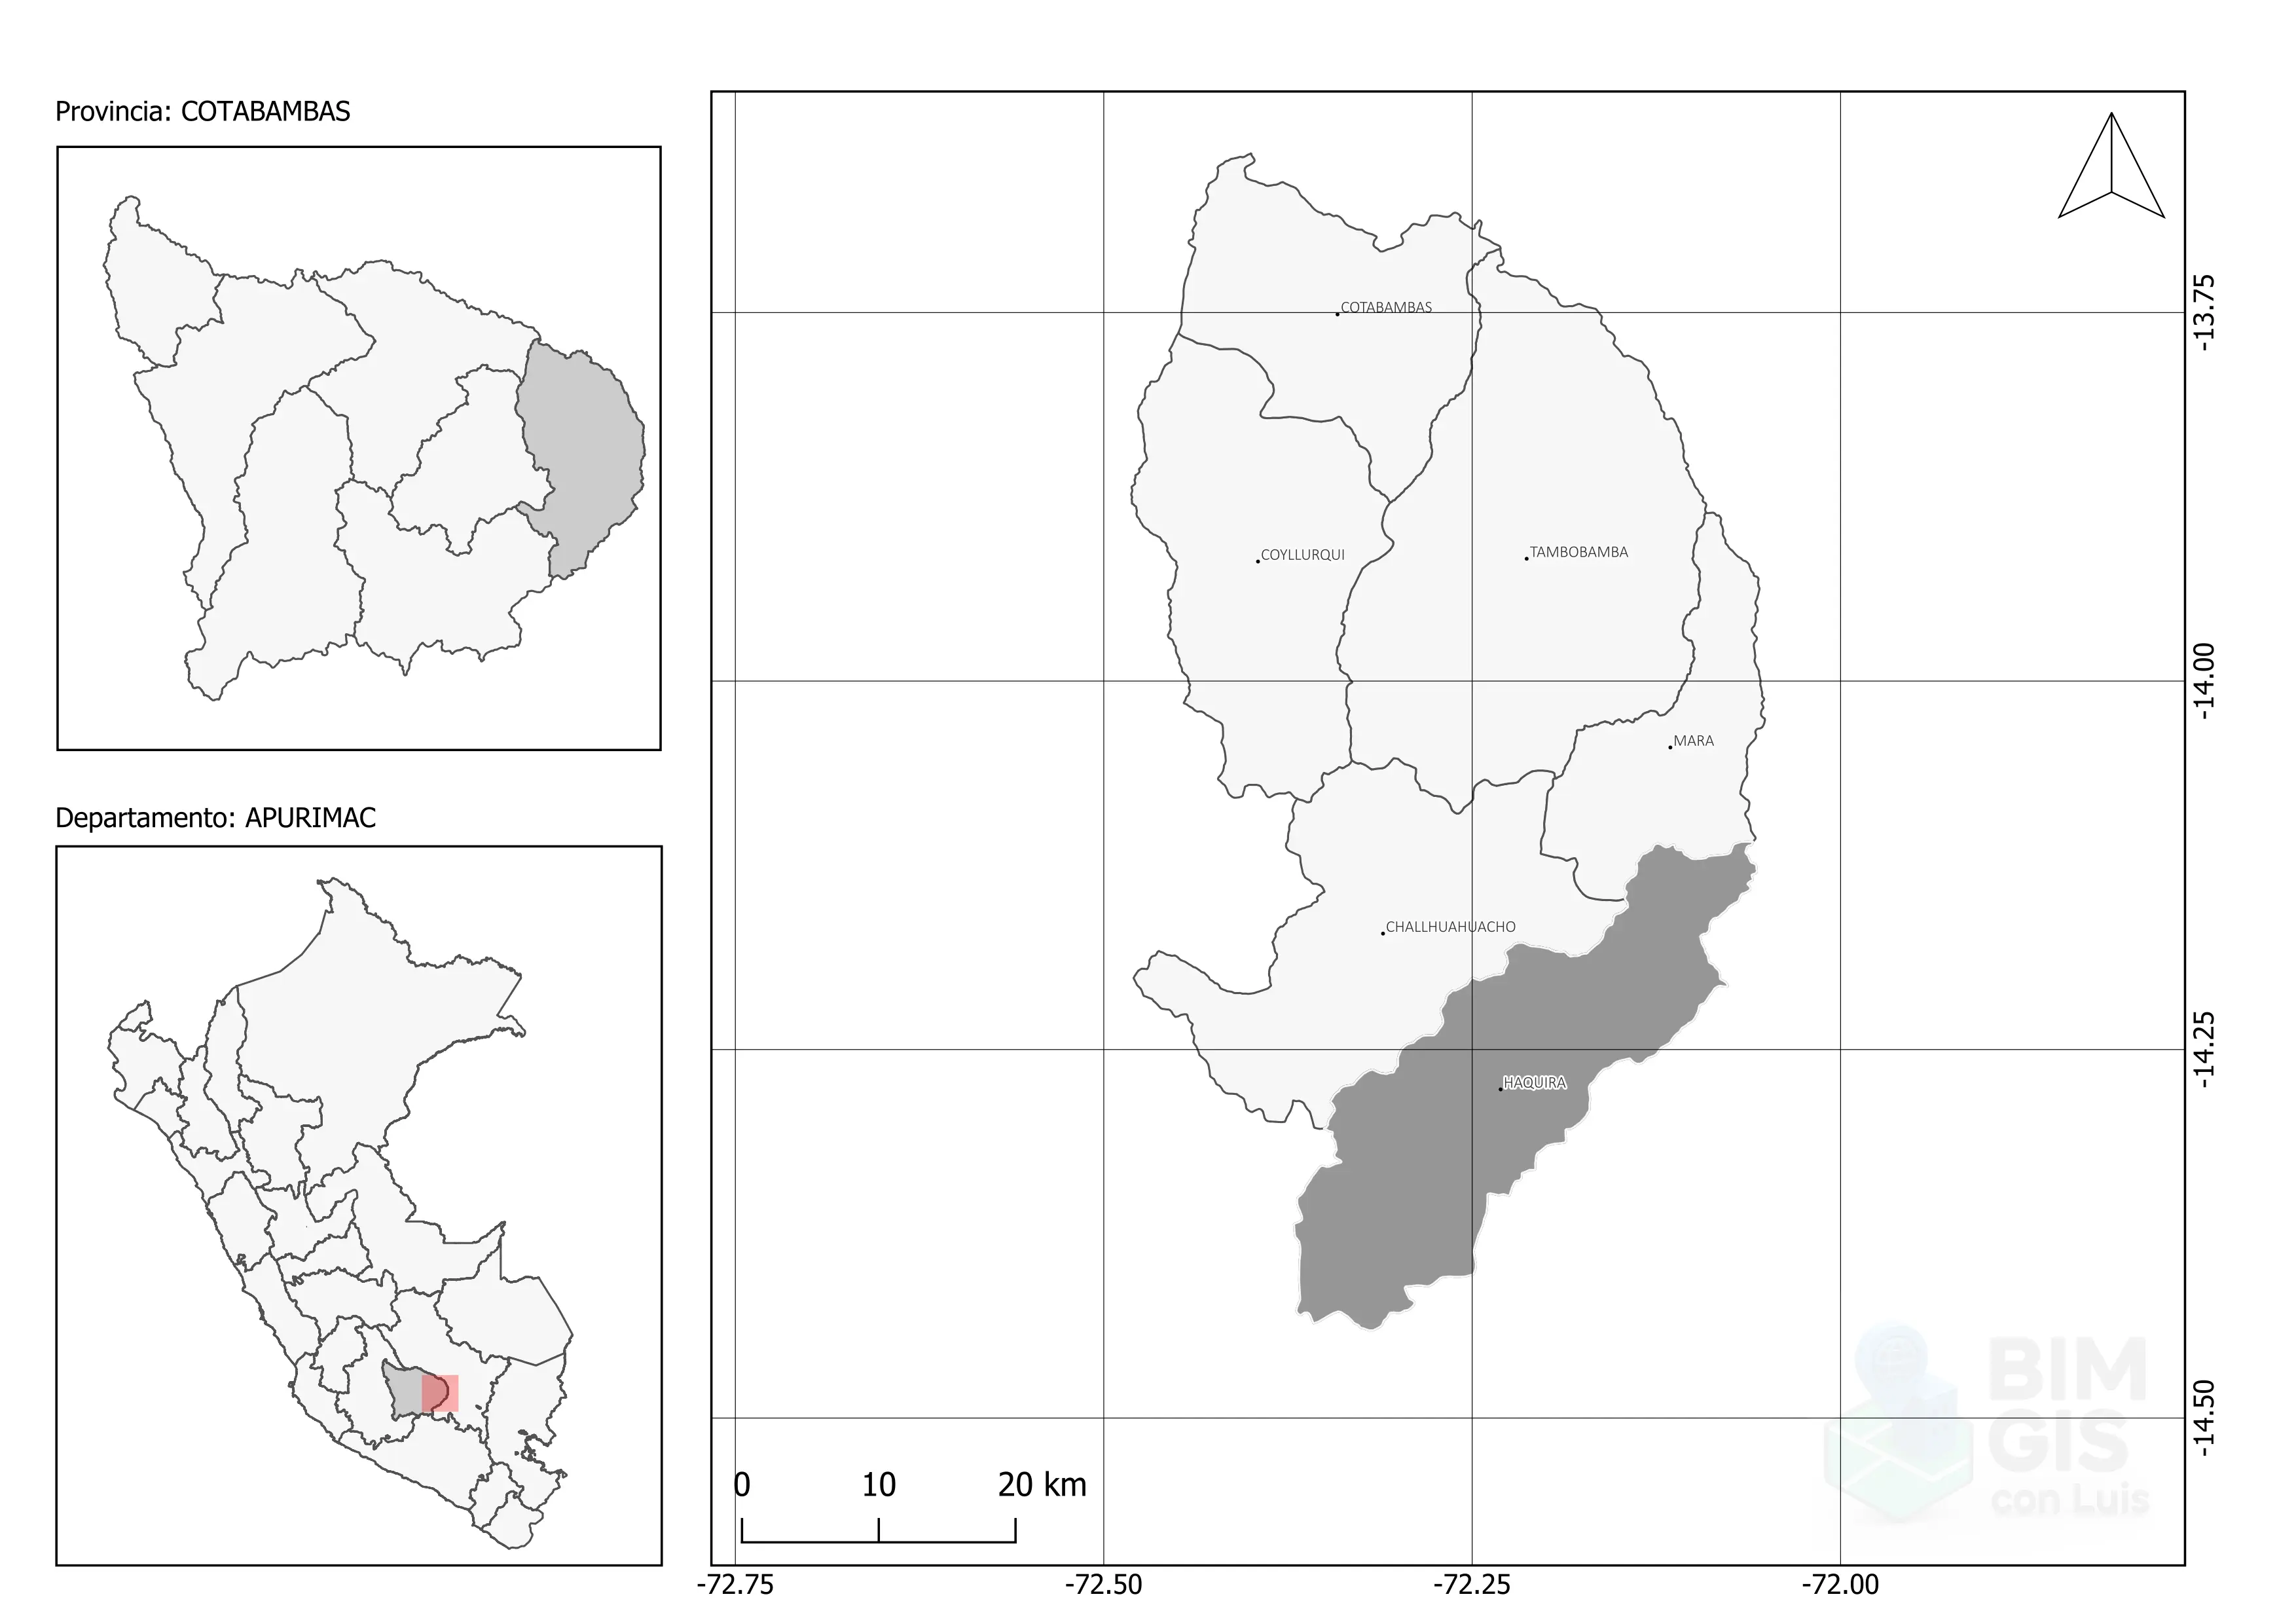 Provincia: COTABAMBAS
Departamento: APURIMAC
COTABAMBAS
COYLLURQUI
TAMBOBAMBA
MARA
CHALLHUAHUACHO
HAQUIRA
-13.75
-14.00
-14.25
-14.50
0 10 20 km
BIM
GIS
con Luis
-72.75 -72.50 -72.25 -72.00